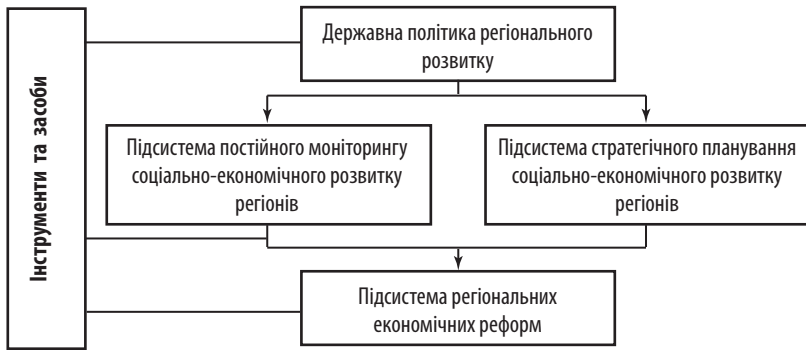 Інструменти та засоби
Державна політика регіонального
розвитку
Підсистема постійного моніторингу
соціально-економічного розвитку
регіонів
Підсистема стратегічного планування
соціально-економічного розвитку
регіонів
Підсистема регіональних
економічних реформ